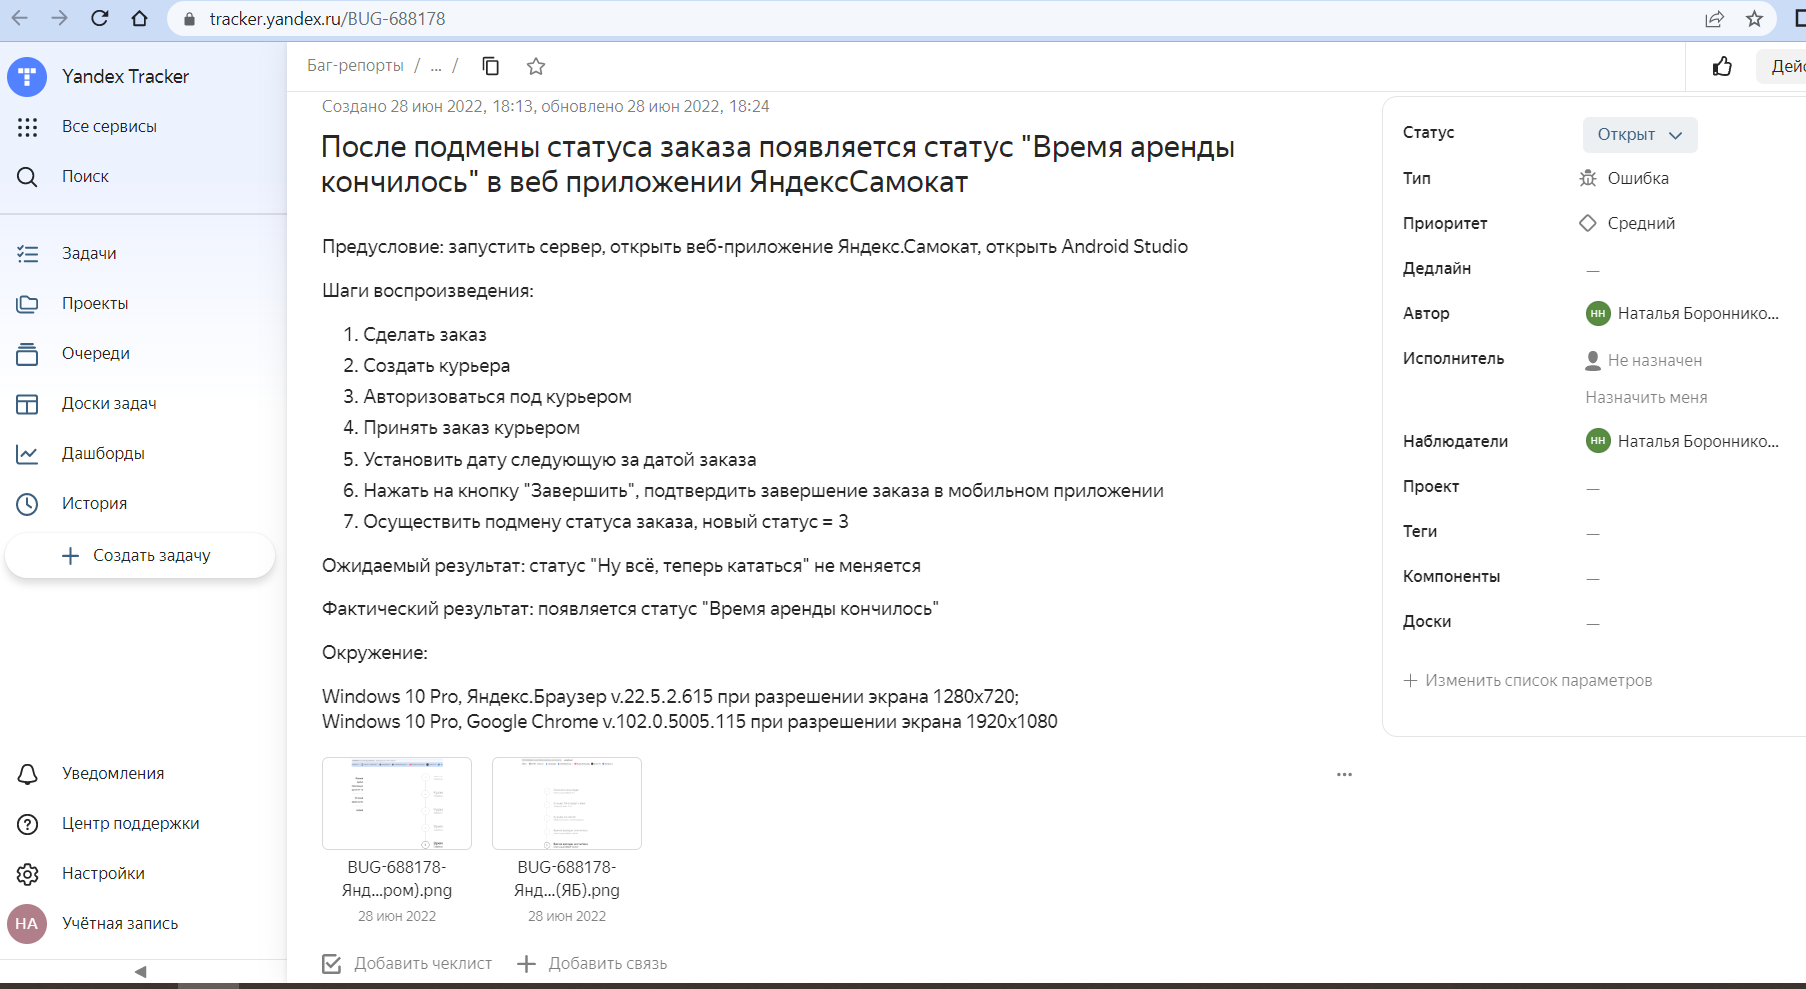 tracker.yandex.ru/BUG-688178
Yandex Tracker
Все сервисы
Поиск
Задачи
Проекты
Очереди
Доски задач
Дашборды
История
Создать задачу
Уведомления
Центр поддержки
Настройки
НА Учётная запись
Баг-репорты / ... /
Дейс
Создано 28 июн 2022, 18:13, обновлено 28 июн 2022, 18:24
После подмены статуса заказа появляется статус "Время аренды
кончилось" в веб приложении ЯндексСамокат
Предусловие: запустить сервер, открыть веб-приложение Яндекс.Самокат, открыть Android Studio
Шаги воспроизведения:
1. Сделать заказ
2. Создать курьера
3. Авторизоваться под курьером
4. Принять заказ курьером
5. Установить дату следующую за датой заказа
6. Нажать на кнопку "Завершить", подтвердить завершение заказа в мобильном приложении
7. Осуществить подмену статуса заказа, новый статус = 3
Ожидаемый результат: статус "Ну всё, теперь кататься" не меняется
Фактический результат: появляется статус "Время аренды кончилось"
Окружение:
Windows 10 Pro, Яндекс.Браузер v.22.5.2.615 при разрешении экрана 1280x720;
Windows 10 Pro, Google Chrome v.102.0.5005.115 при разрешении экрана 1920x1080
BUG-688178-
Янд...ром).png
28 июн 2022
BUG-688178-
Янд...(ЯБ).png
28 июн 2022
Добавить чеклист
Добавить связь
Статус Открыт
Тип Ошибка
Приоритет Средний
Дедлайн —
Автор НН Наталья Бороннико...
Исполнитель Не назначен
Назначить меня
Наблюдатели НН Наталья Бороннико...
Проект —
Теги —
Компоненты —
Доски —
Изменить список параметров